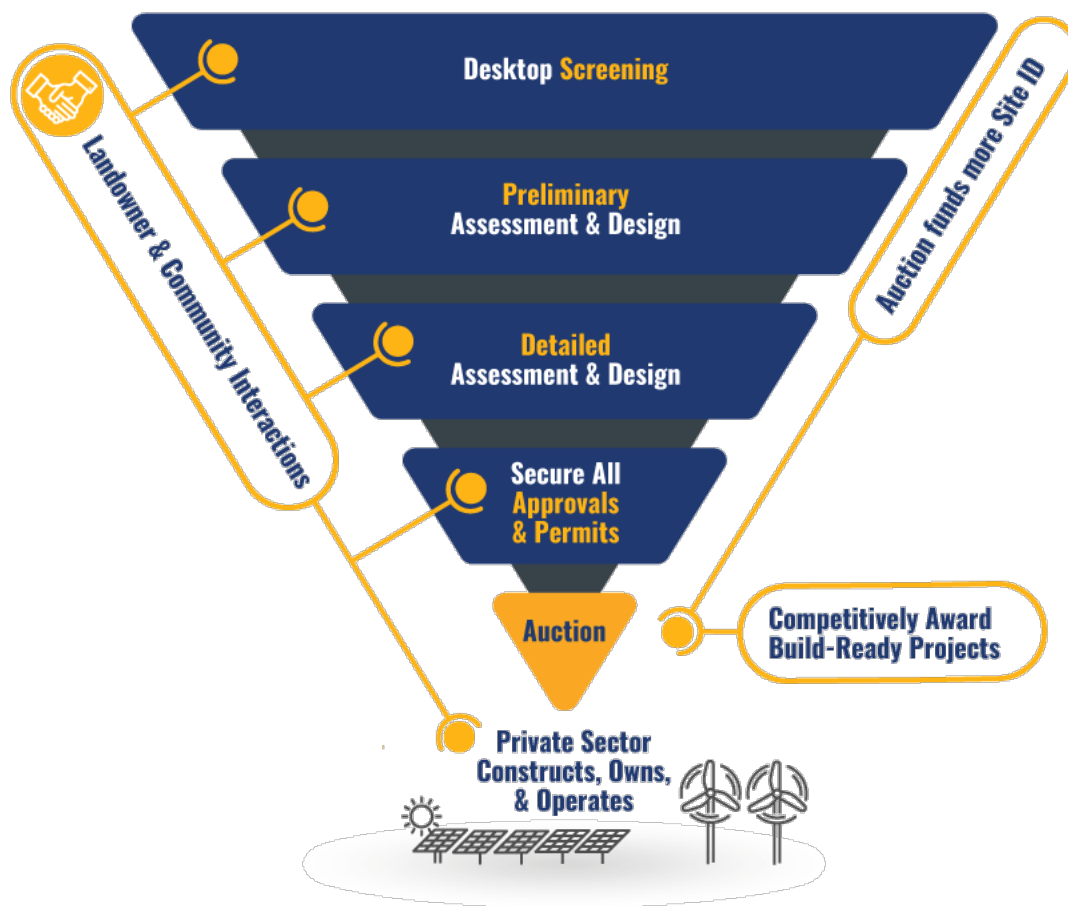 Desktop Screening
Preliminary
Assessment & Design
Detailed
Assessment & Design
Secure All
Approvals
& Permits
Auction
Landowner & Community Interactions
Auction funds more Site ID
Competitively Award
Build-Ready Projects
Private Sector
Constructs, Owns,
& Operates